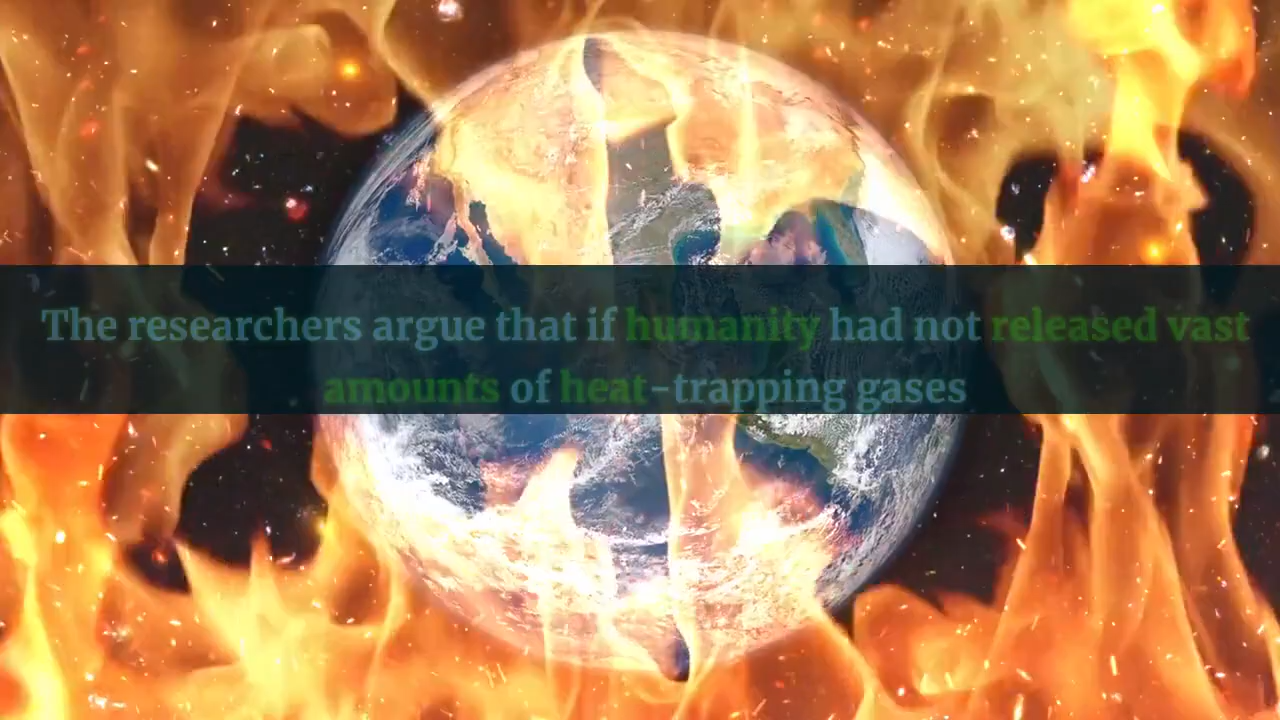 The researchers argue that if humanity had not released vast
amounts of heat-trapping gases